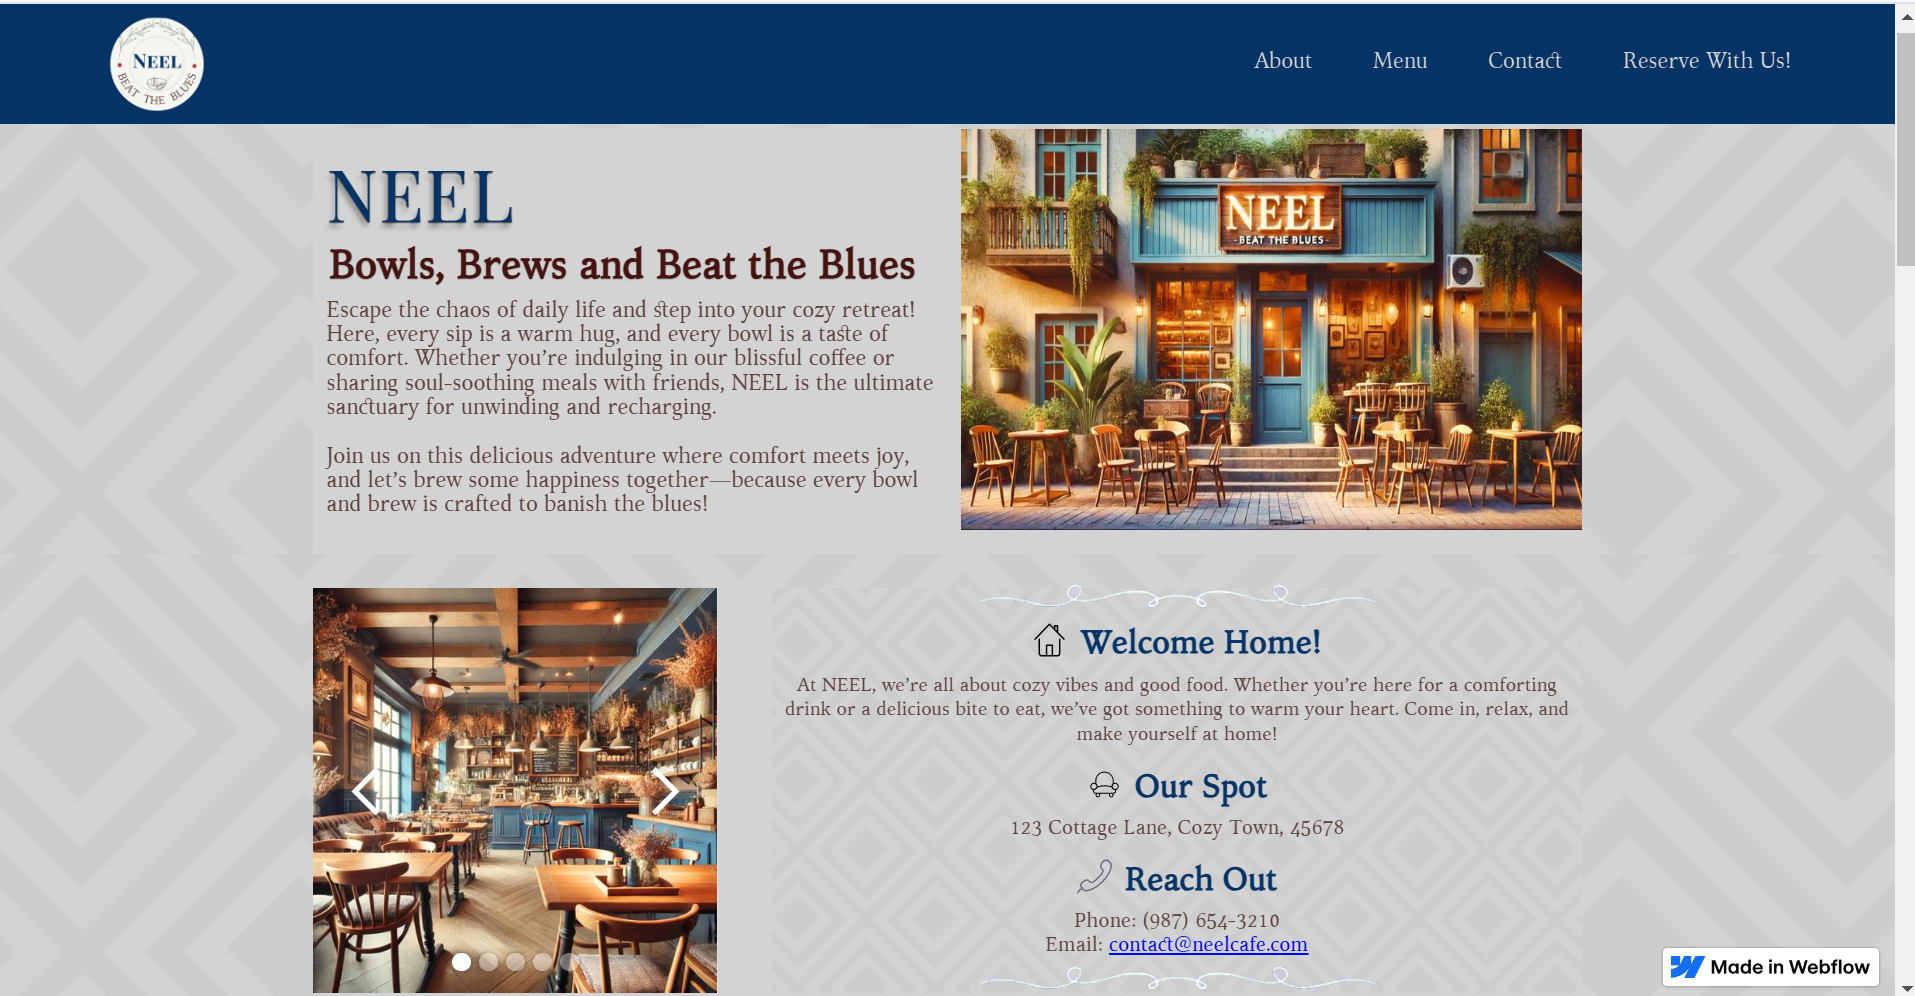 NEEL
BEAT THE BLUES
About
Menu
Contact
Reserve With Us!
NEEL
Bowls, Brews and Beat the Blues
Escape the chaos of daily life and step into your cozy retreat!
Here, every sip is a warm hug, and every bowl is a taste of
comfort. Whether you’re indulging in our blissful coffee or
sharing soul-soothing meals with friends, NEEL is the ultimate
sanctuary for unwinding and recharging.
Join us on this delicious adventure where comfort meets joy,
and let’s brew some happiness together—because every bowl
and brew is crafted to banish the blues!
NEEL
-BEAT THE BLUES-
Welcome Home!
At NEEL, we’re all about cozy vibes and good food. Whether you’re here for a comforting
drink or a delicious bite to eat, we’ve got something to warm your heart. Come in, relax, and
make yourself at home!
Our Spot
123 Cottage Lane, Cozy Town, 45678
Reach Out
Phone: (987) 654-3210
Email: contact@neelcafe.com
Made in Webflow